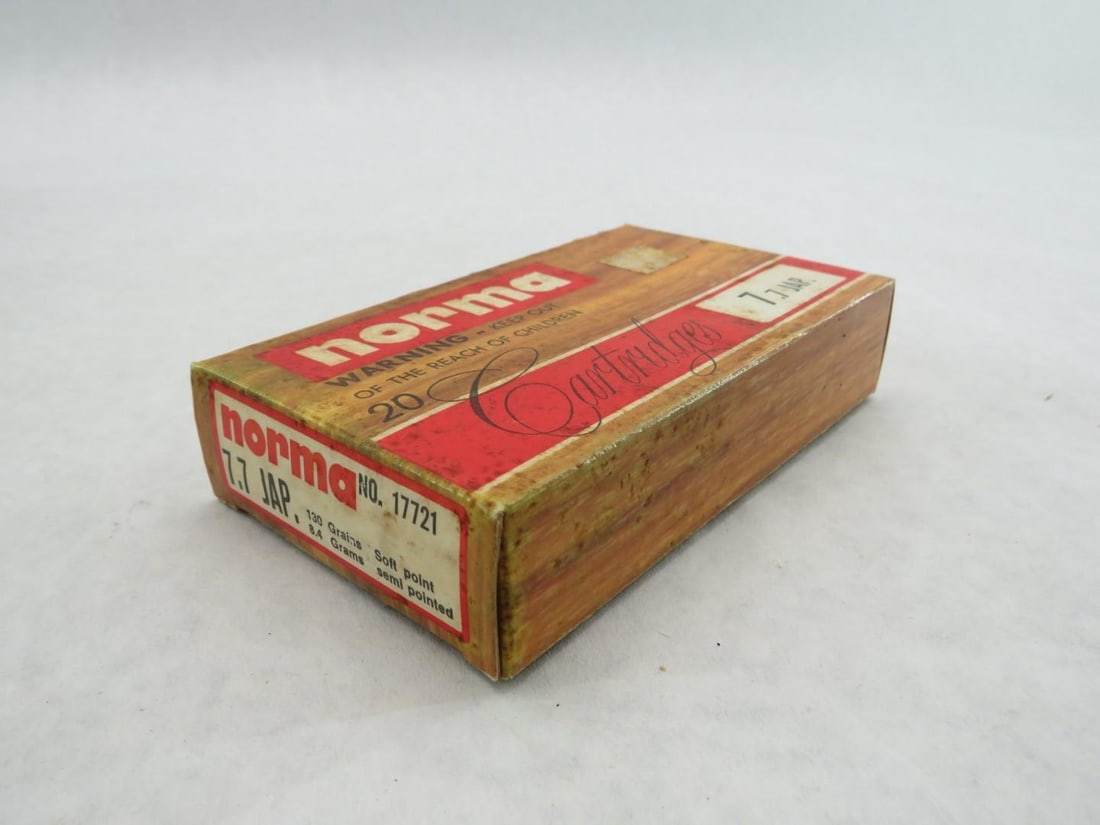 norma
WARNING - KEEP OUT
OF THE REACH OF CHILDREN
20 Cartridges
7.7 JAP.
norma
7.7 JAP.
NO. 17721
130 Grains Soft point
8.4 Grams semi pointed